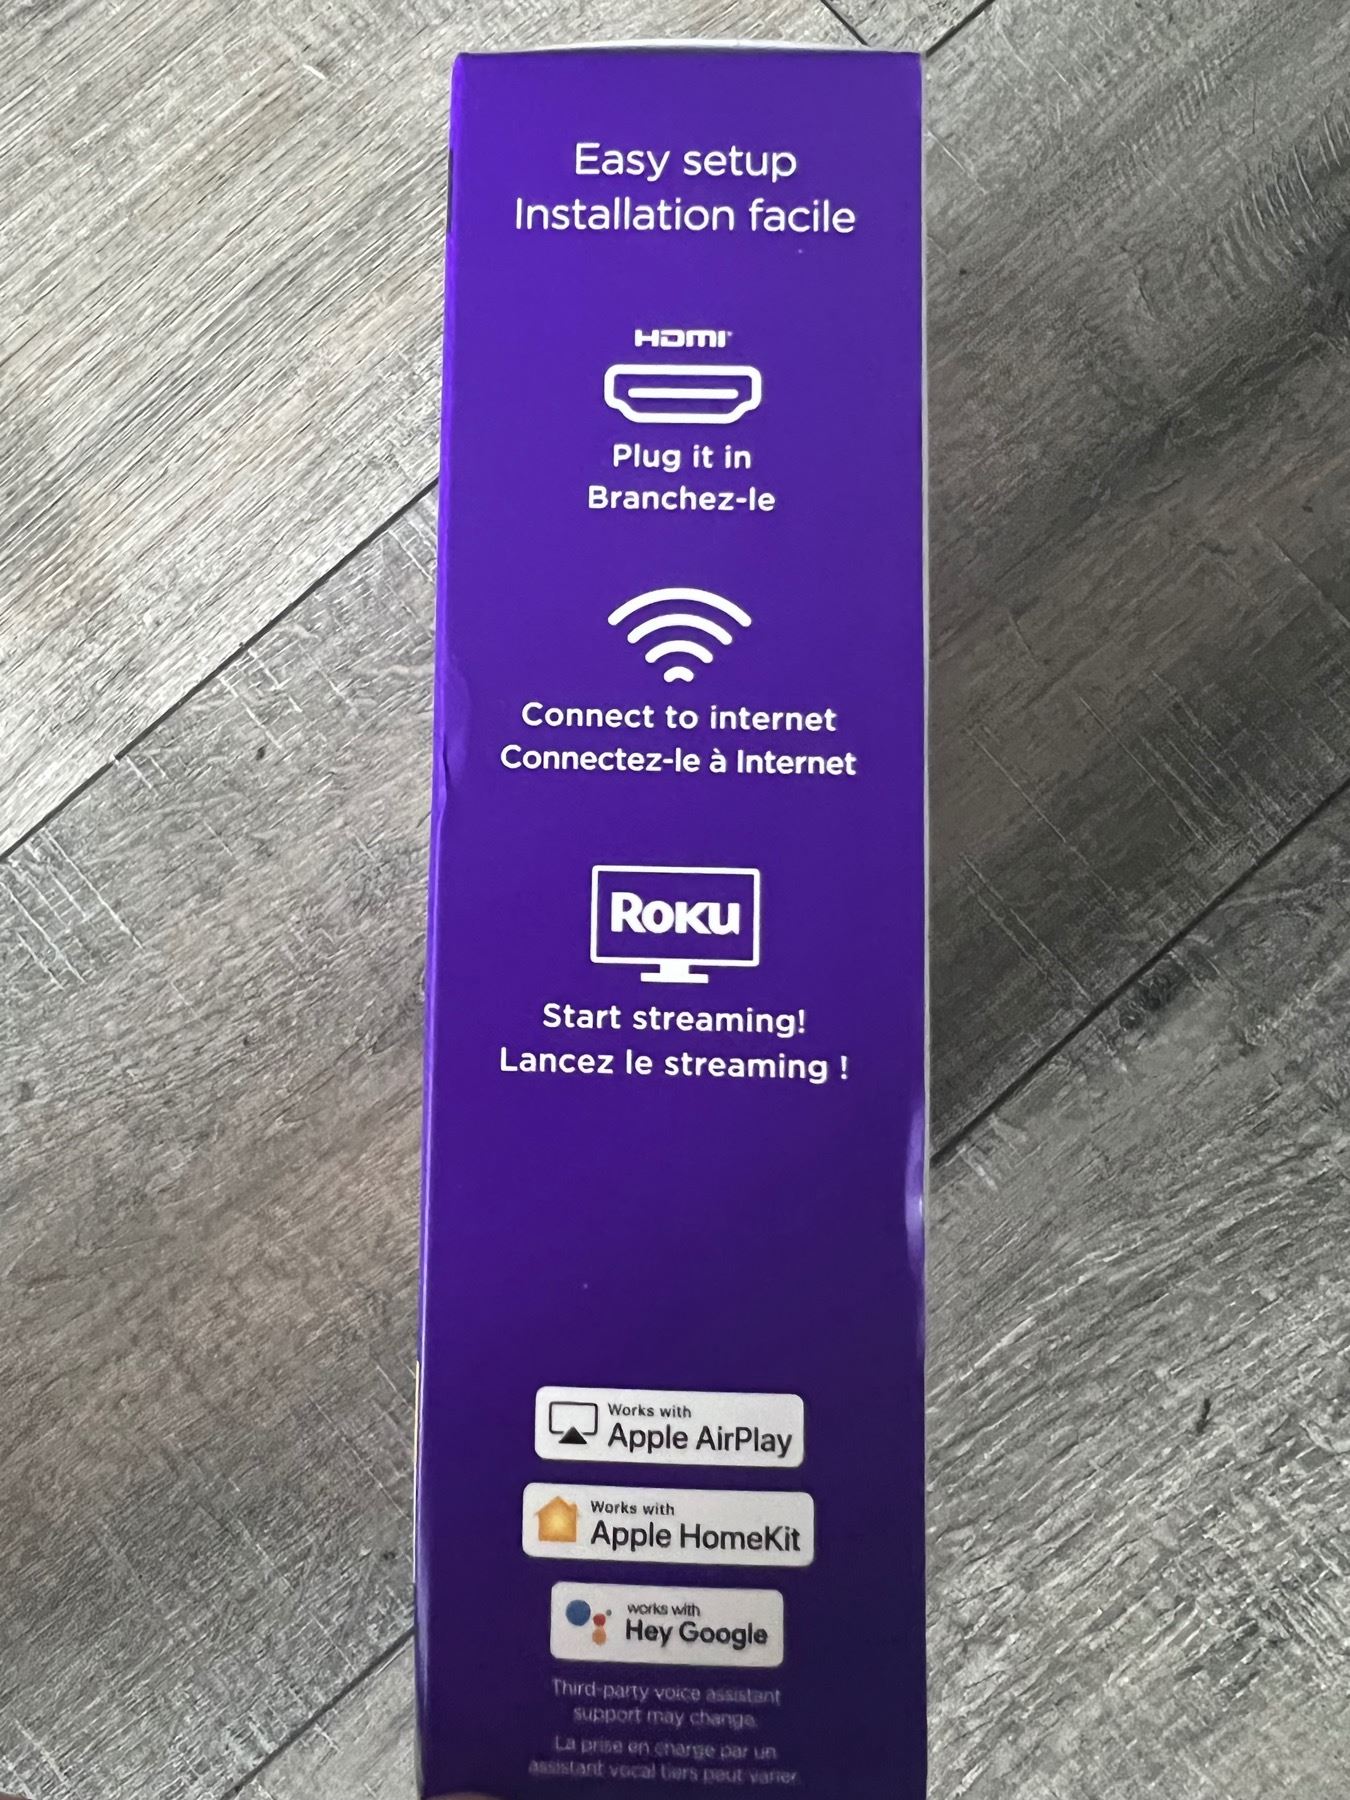 Easy setup
Installation facile
HDMI
Plug it in
Branchez-le
Connect to internet
Connectez-le à Internet
Roku
Start streaming!
Lancez le streaming !
Works with
Apple AirPlay
Works with
Apple HomeKit
works with
Hey Google
Third-party voice assistant
support may change.
La prise en charge par un
assistant vocal tiers peut varier.